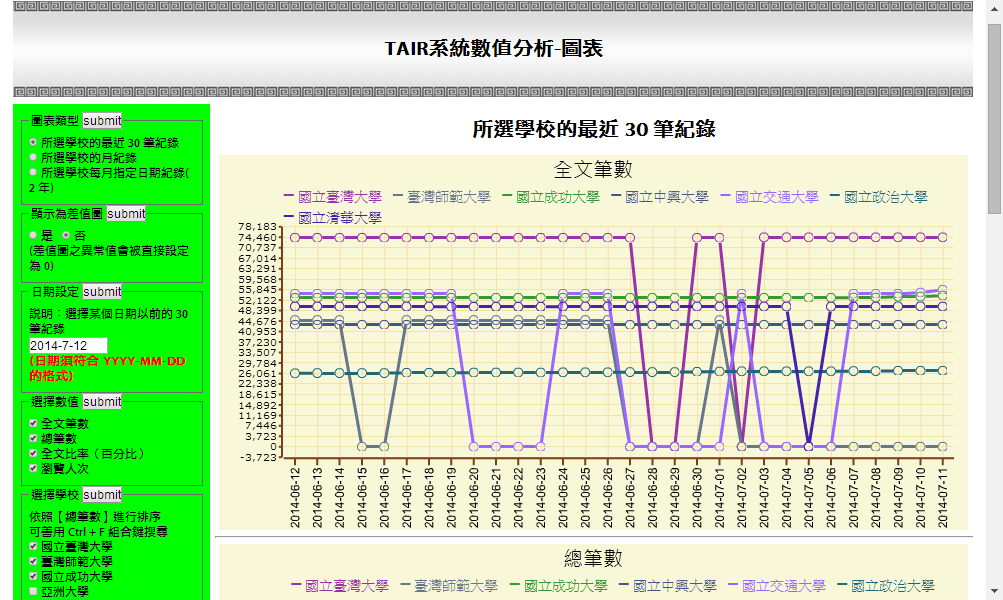 TAIR系統數值分析-圖表
圖表類型 submit
所選學校的最近 30 筆紀錄
所選學校的月紀錄
所選學校每月指定日期紀錄(
2 年)
顯示為差值圖 submit
是 否
(差值圖之異常值會被直接設定
為 0)
日期設定 submit
説明：選擇某個日期以前的 30
筆紀錄
2014-7-12
(日期須符合 YYYY-MM-DD
的格式)
選擇數值 submit
全文筆數
總筆數
全文比率（百分比）
瀏覽人次
選擇學校 submit
依照【總筆數】進行排序
可善用 Ctrl + F 組合鍵搜尋
國立臺灣大學
臺灣師範大學
國立成功大學
亞洲大學
所選學校的最近 30 筆紀錄
全文筆數
國立臺灣大學 臺灣師範大學 國立成功大學 國立中興大學 國立交通大學 國立政治大學
國立清華大學
78,183
74,460
70,737
67,014
63,291
59,568
55,845
52,122
48,399
44,676
40,953
37,230
33,507
29,784
26,061
22,338
18,615
14,892
11,169
7,446
3,723
0
-3,723
2014-06-12
2014-06-13
2014-06-14
2014-06-15
2014-06-16
2014-06-17
2014-06-18
2014-06-19
2014-06-20
2014-06-21
2014-06-22
2014-06-23
2014-06-24
2014-06-25
2014-06-26
2014-06-27
2014-06-28
2014-06-29
2014-06-30
2014-07-01
2014-07-02
2014-07-03
2014-07-04
2014-07-05
2014-07-06
2014-07-07
2014-07-08
2014-07-09
2014-07-10
2014-07-11
總筆數
國立臺灣大學 臺灣師範大學 國立成功大學 國立中興大學 國立交通大學 國立政治大學